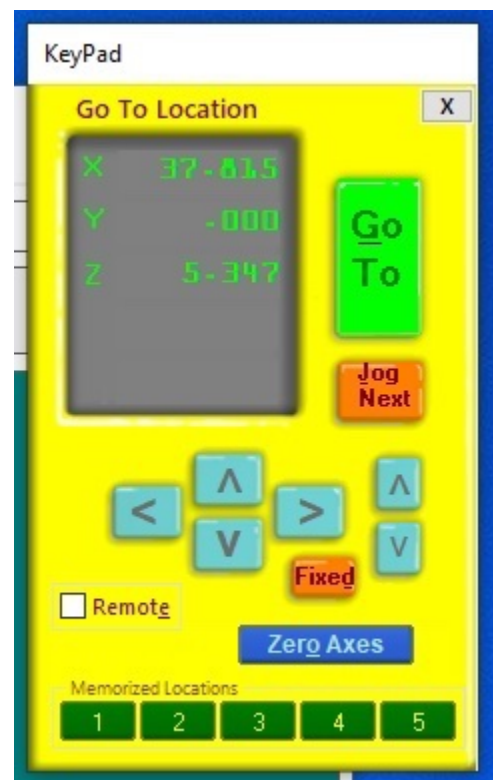 KeyPad
Go To Location
X
X 37.815
Y .000
Z 5.347
Go
To
Jog
Next
<
Λ
V
>
Λ
V
Fixed
Remote
Zero Axes
Memorized Locations
1 2 3 4 5